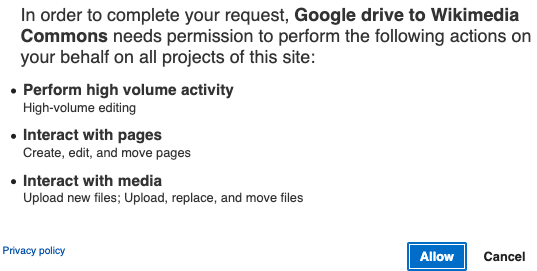 In order to complete your request, Google drive to Wikimedia
Commons needs permission to perform the following actions on
your behalf on all projects of this site:
• Perform high volume activity
High-volume editing
• Interact with pages
Create, edit, and move pages
• Interact with media
Upload new files; Upload, replace, and move files
Privacy policy
Allow Cancel